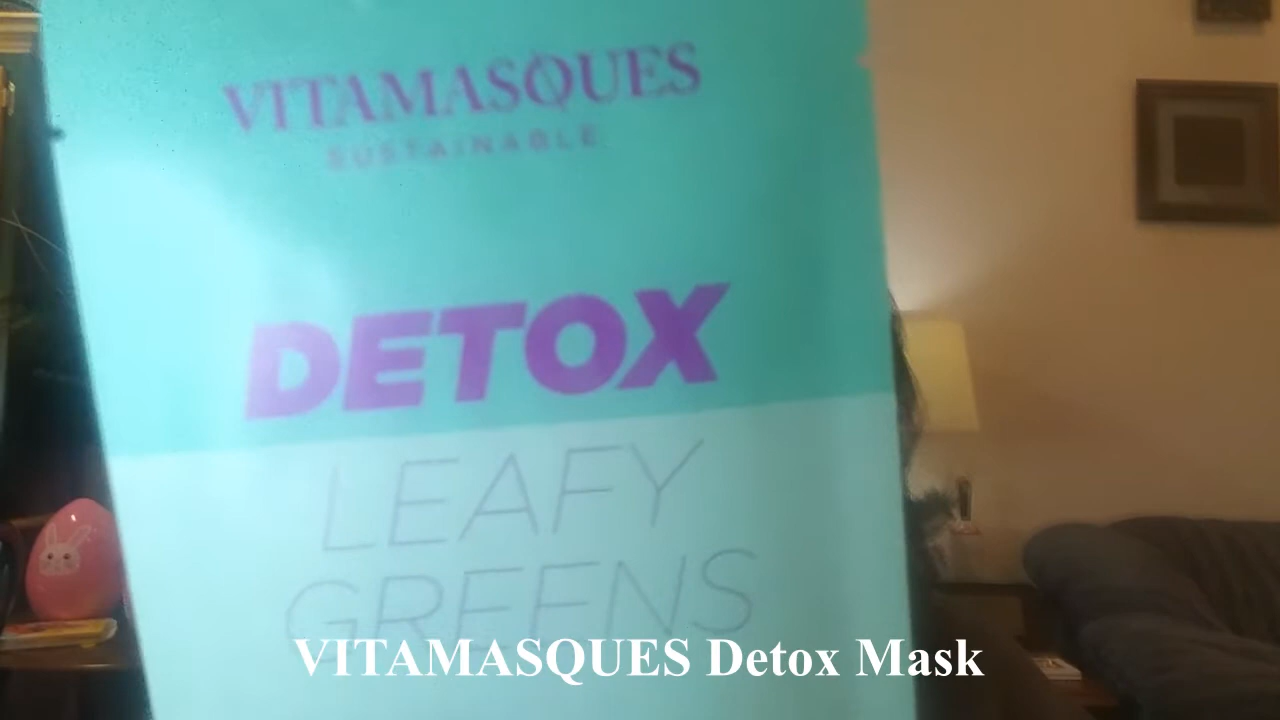 VITAMASQUES
SUSTAINABLE
DETOX
LEAFY
GREENS
VITAMASQUES Detox Mask